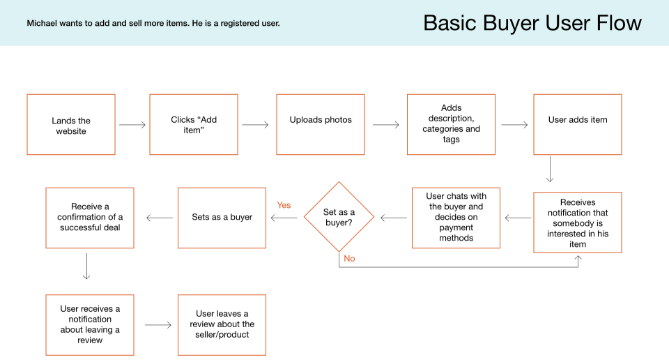 Michael wants to add and sell more items. He is a registered user.
Basic Buyer User Flow
Lands the
website
Clicks “Add
item”
Uploads photos
Adds
description,
categories and
tags
User adds item
Receive a
confirmation of a
successful deal
Sets as a buyer
Yes
Set as a
buyer?
No
User chats with
the buyer and
decides on
payment
methods
Receives
notification that
somebody is
interested in his
item
User receives a
notification
about leaving a
review
User leaves a
review about the
seller/product